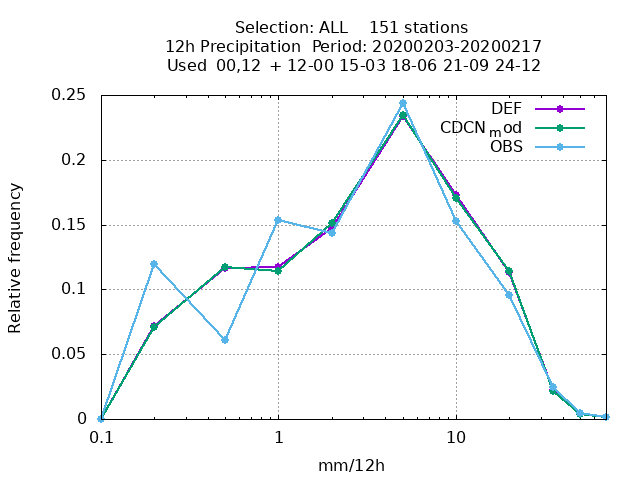 Selection: ALL    151 stations
12h Precipitation  Period: 20200203-20200217
Used  00,12  + 12-00 15-03 18-06 21-09 24-12
DEF
CDCN_mod
OBS
Relative frequency
0.25
0.2
0.15
0.1
0.05
0
0.1 1 10
mm/12h